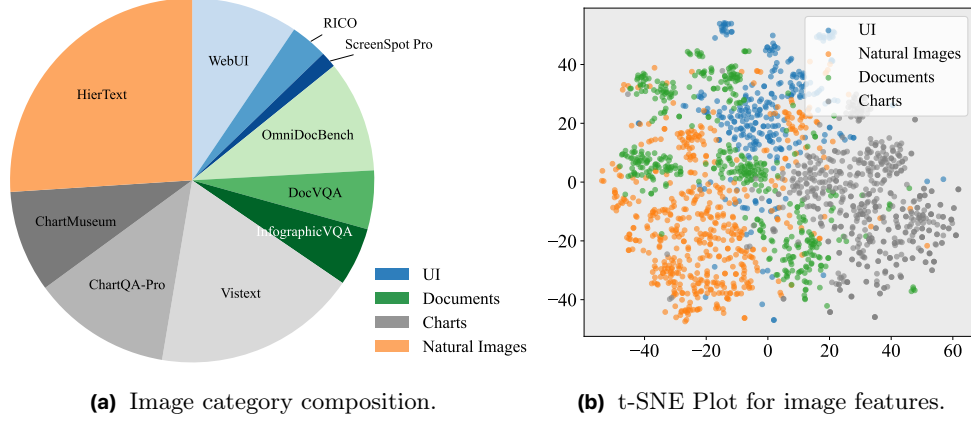 WebUI
RICO
ScreenSpot Pro
HierText
OmniDocBench
DocVQA
InfographicVQA
ChartMuseum
ChartQA-Pro
Vistext
UI
Documents
Charts
Natural Images
(a) Image category composition.
UI
Natural Images
Documents
Charts
40
20
0
−20
−40
−40 −20 0 20 40 60
(b) t-SNE Plot for image features.